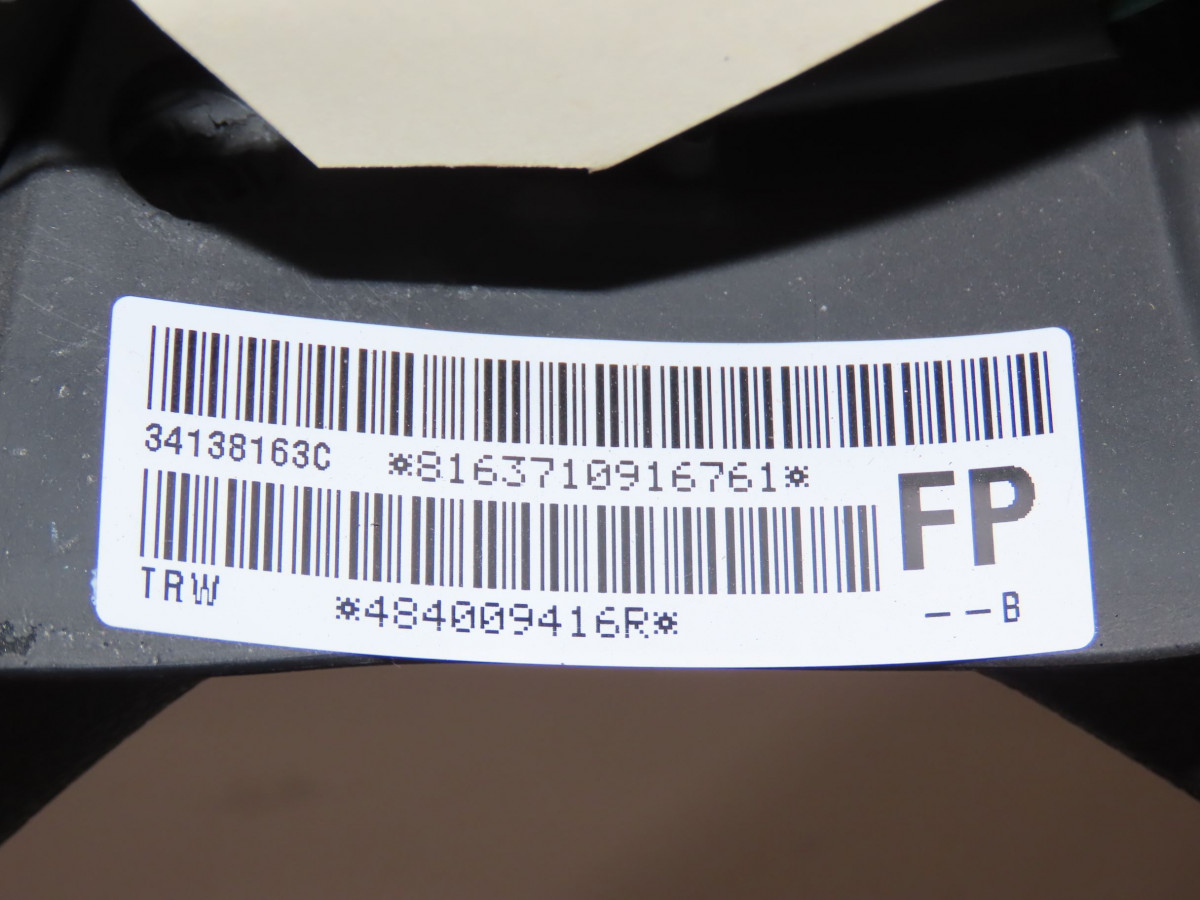 34138163C *8163710916761*
FP
TRW *484009416R*
--B